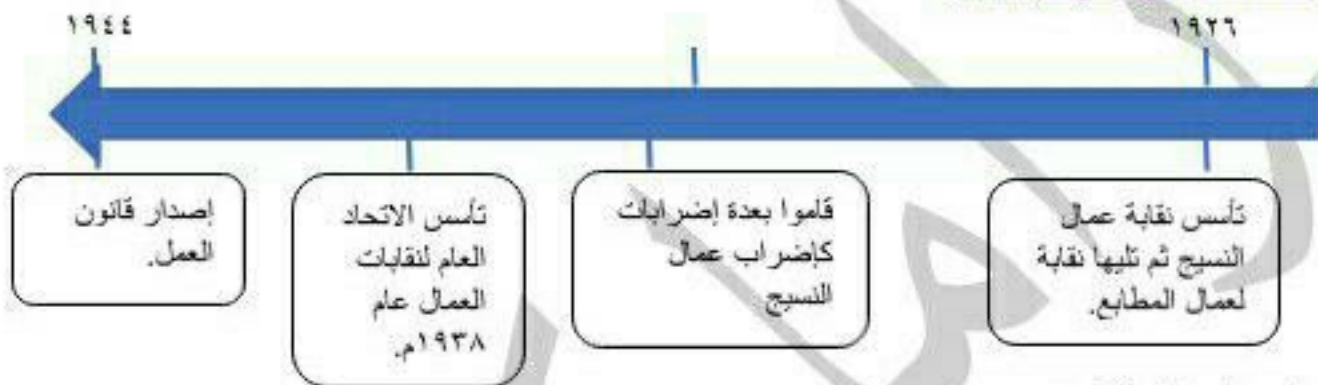 ١٩٢٦
١٩٤٤
تأسس نقابة عمال
النسيج ثم تليها نقابة
لعمال المطابع.
قاموا بعدة إضرابات
كإضراب عمال
النسيج
تأسس الاتحاد
العام لنقابات
العمال عام
١٩٣٨م.
إصدار قانون
العمل.